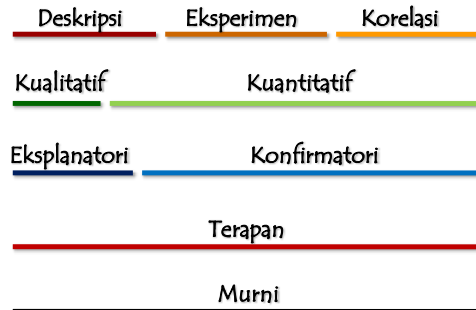 Deskripsi Eksperimen Korelasi
Kualitatif Kuantitatif
Eksplanatori Konfirmatori
Terapan
Murni